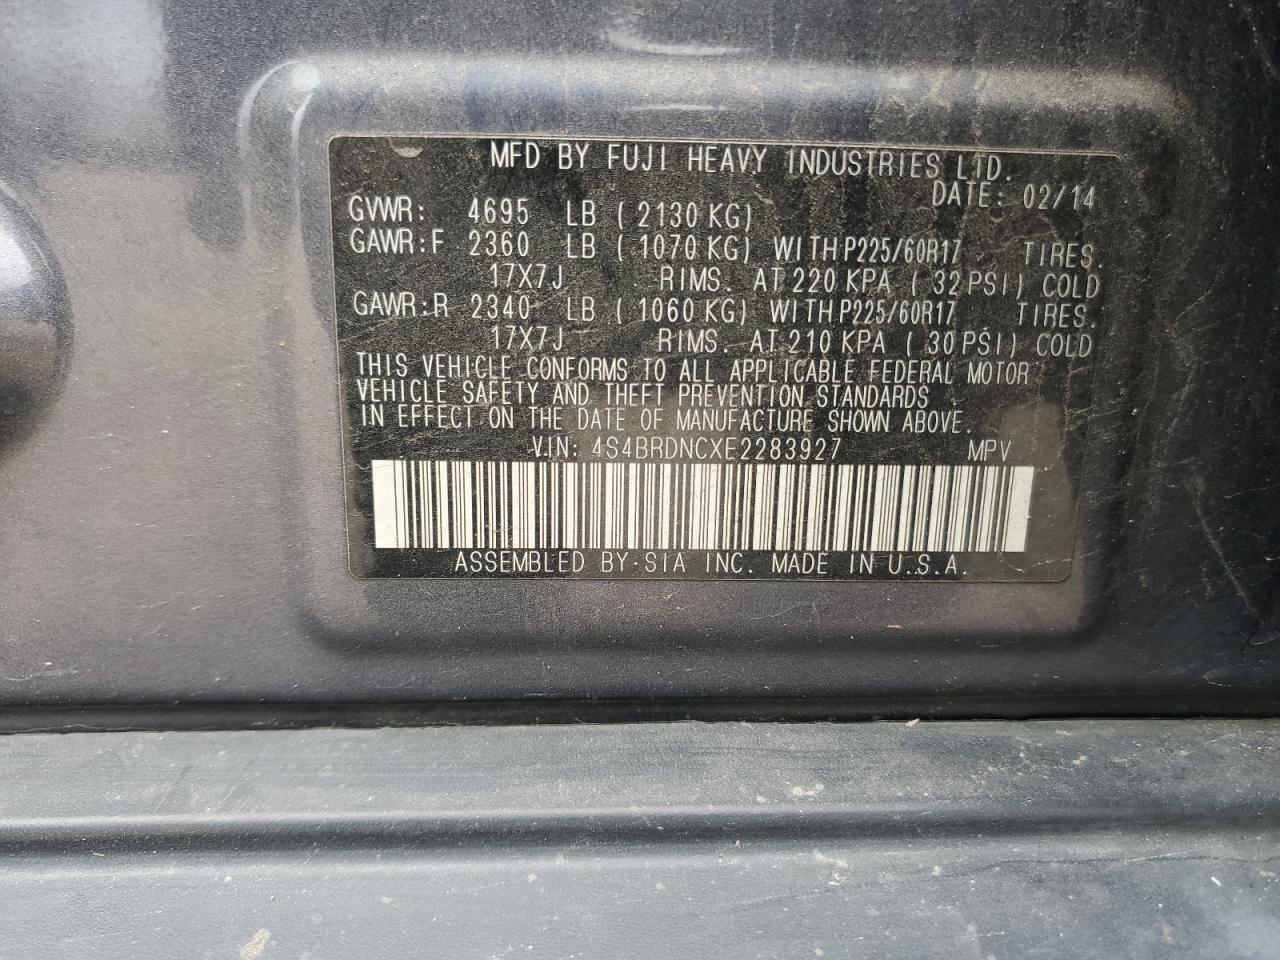 MFD BY FUJI HEAVY INDUSTRIES LTD.
DATE: 02/14
GVWR: 4695 LB ( 2130 KG)
GAWR:F 2360 LB ( 1070 KG) WITH P225/60R17 TIRES.
17X7J RIMS. AT 220 KPA ( 32 PSI) COLD
GAWR:R 2340 LB ( 1060 KG) WITH P225/60R17 TIRES.
17X7J RIMS. AT 210 KPA ( 30 PSI) COLD
THIS VEHICLE CONFORMS TO ALL APPLICABLE FEDERAL MOTOR
VEHICLE SAFETY AND THEFT PREVENTION STANDARDS
IN EFFECT ON THE DATE OF MANUFACTURE SHOWN ABOVE.
V.IN: 4S4BRDNCXE2283927 MPV
ASSEMBLED BY SIA INC. MADE IN U.S.A.